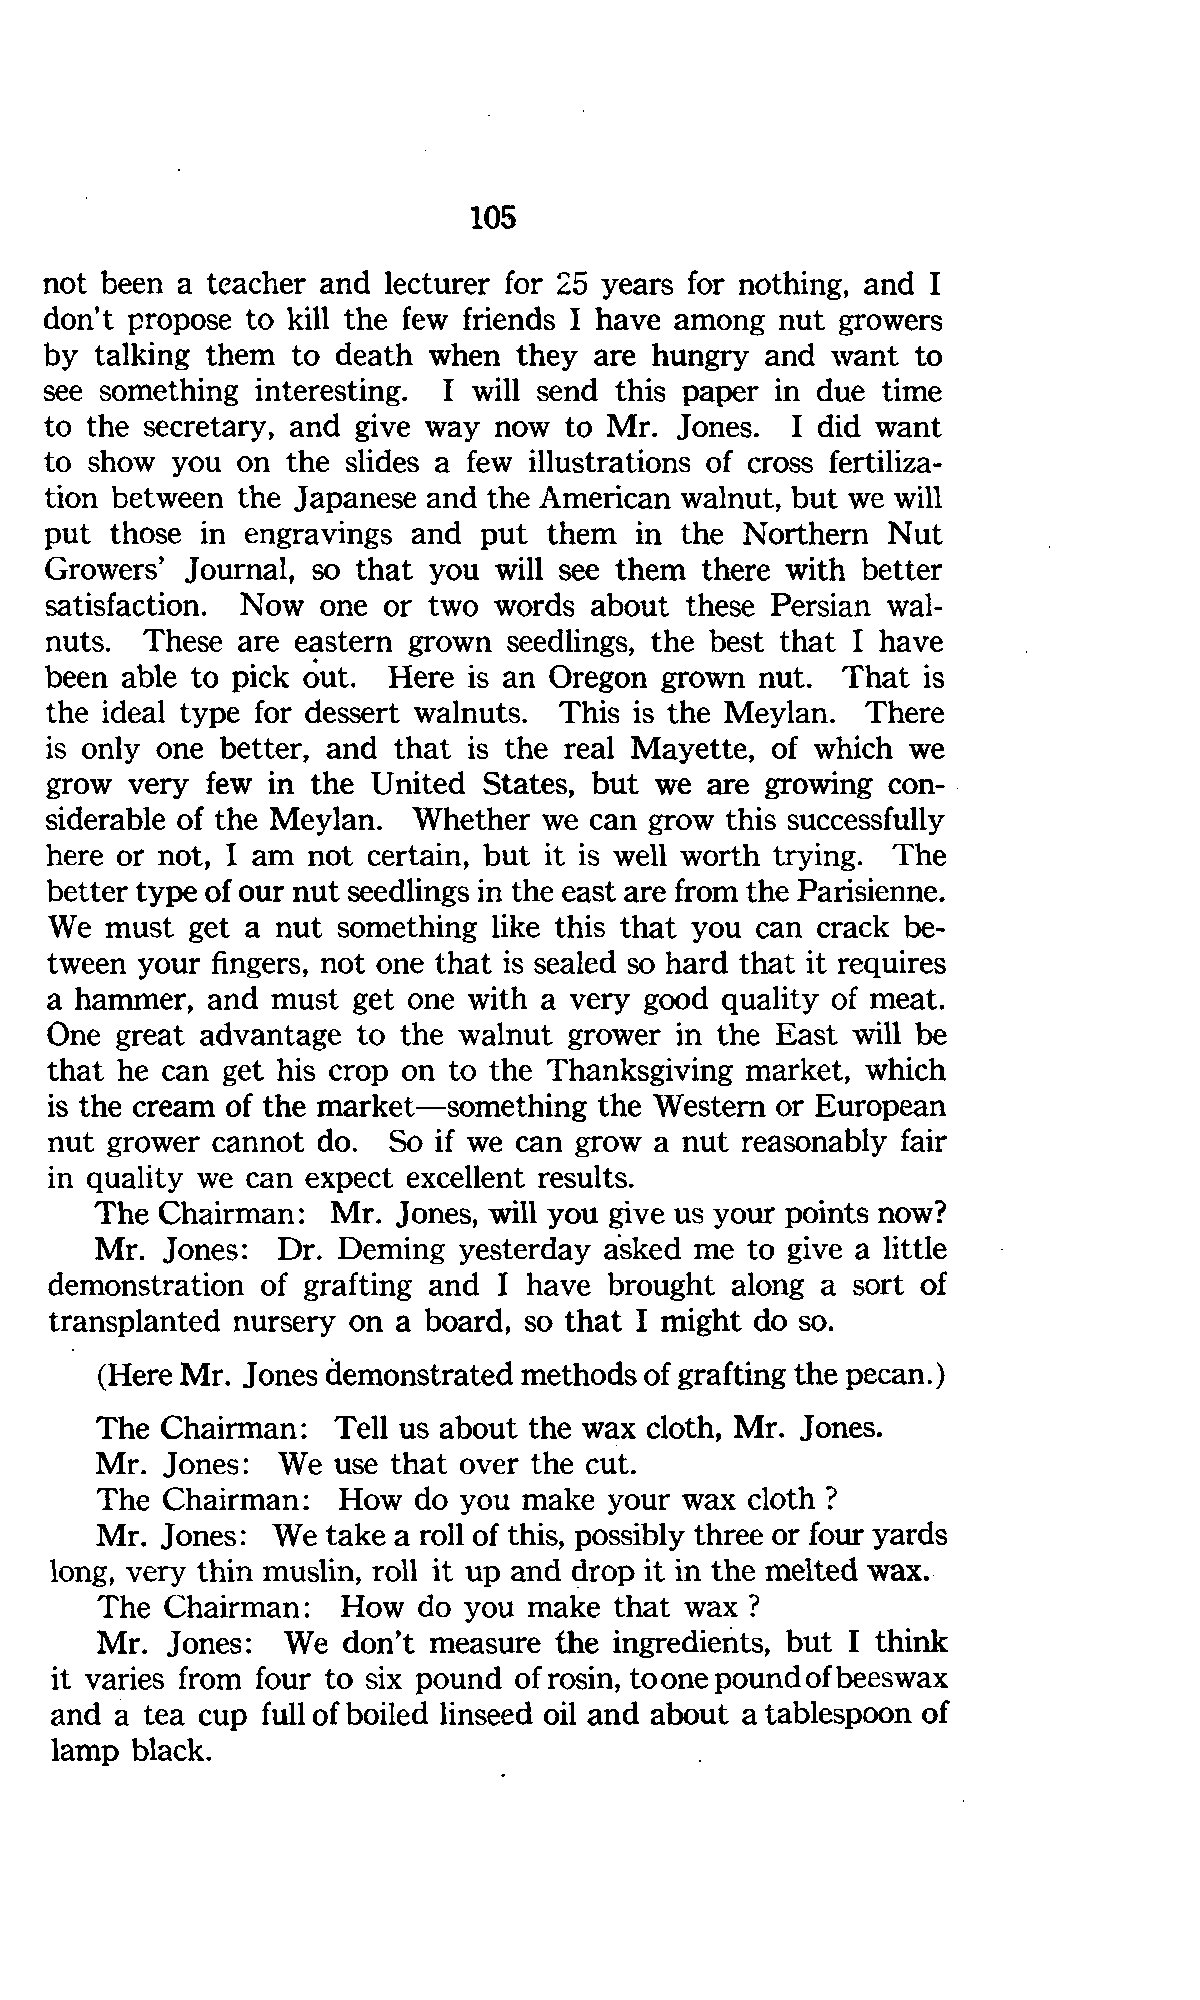 105
not been a teacher and lecturer for 25 years for nothing, and I
don't propose to kill the few friends I have among nut growers
by talking them to death when they are hungry and want to
see something interesting. I will send this paper in due time
to the secretary, and give way now to Mr. Jones. I did want
to show you on the slides a few illustrations of cross fertiliza-
tion between the Japanese and the American walnut, but we will
put those in engravings and put them in the Northern Nut
Growers' Journal, so that you will see them there with better
satisfaction. Now one or two words about these Persian wal-
nuts. These are eastern grown seedlings, the best that I have
been able to pick out. Here is an Oregon grown nut. That is
the ideal type for dessert walnuts. This is the Meylan. There
is only one better, and that is the real Mayette, of which we
grow very few in the United States, but we are growing con-
siderable of the Meylan. Whether we can grow this successfully
here or not, I am not certain, but it is well worth trying. The
better type of our nut seedlings in the east are from the Parisienne.
We must get a nut something like this that you can crack be-
tween your fingers, not one that is sealed so hard that it requires
a hammer, and must get one with a very good quality of meat.
One great advantage to the walnut grower in the East will be
that he can get his crop on to the Thanksgiving market, which
is the cream of the market—something the Western or European
nut grower cannot do. So if we can grow a nut reasonably fair
in quality we can expect excellent results.
The Chairman: Mr. Jones, will you give us your points now?
Mr. Jones: Dr. Deming yesterday asked me to give a little
demonstration of grafting and I have brought along a sort of
transplanted nursery on a board, so that I might do so.
(Here Mr. Jones demonstrated methods of grafting the pecan.)
The Chairman: Tell us about the wax cloth, Mr. Jones.
Mr. Jones: We use that over the cut.
The Chairman: How do you make your wax cloth ?
Mr. Jones: We take a roll of this, possibly three or four yards
long, very thin muslin, roll it up and drop it in the melted wax.
The Chairman: How do you make that wax ?
Mr. Jones: We don't measure the ingredients, but I think
it varies from four to six pound of rosin, to one pound of beeswax
and a tea cup full of boiled linseed oil and about a tablespoon of
lamp black.